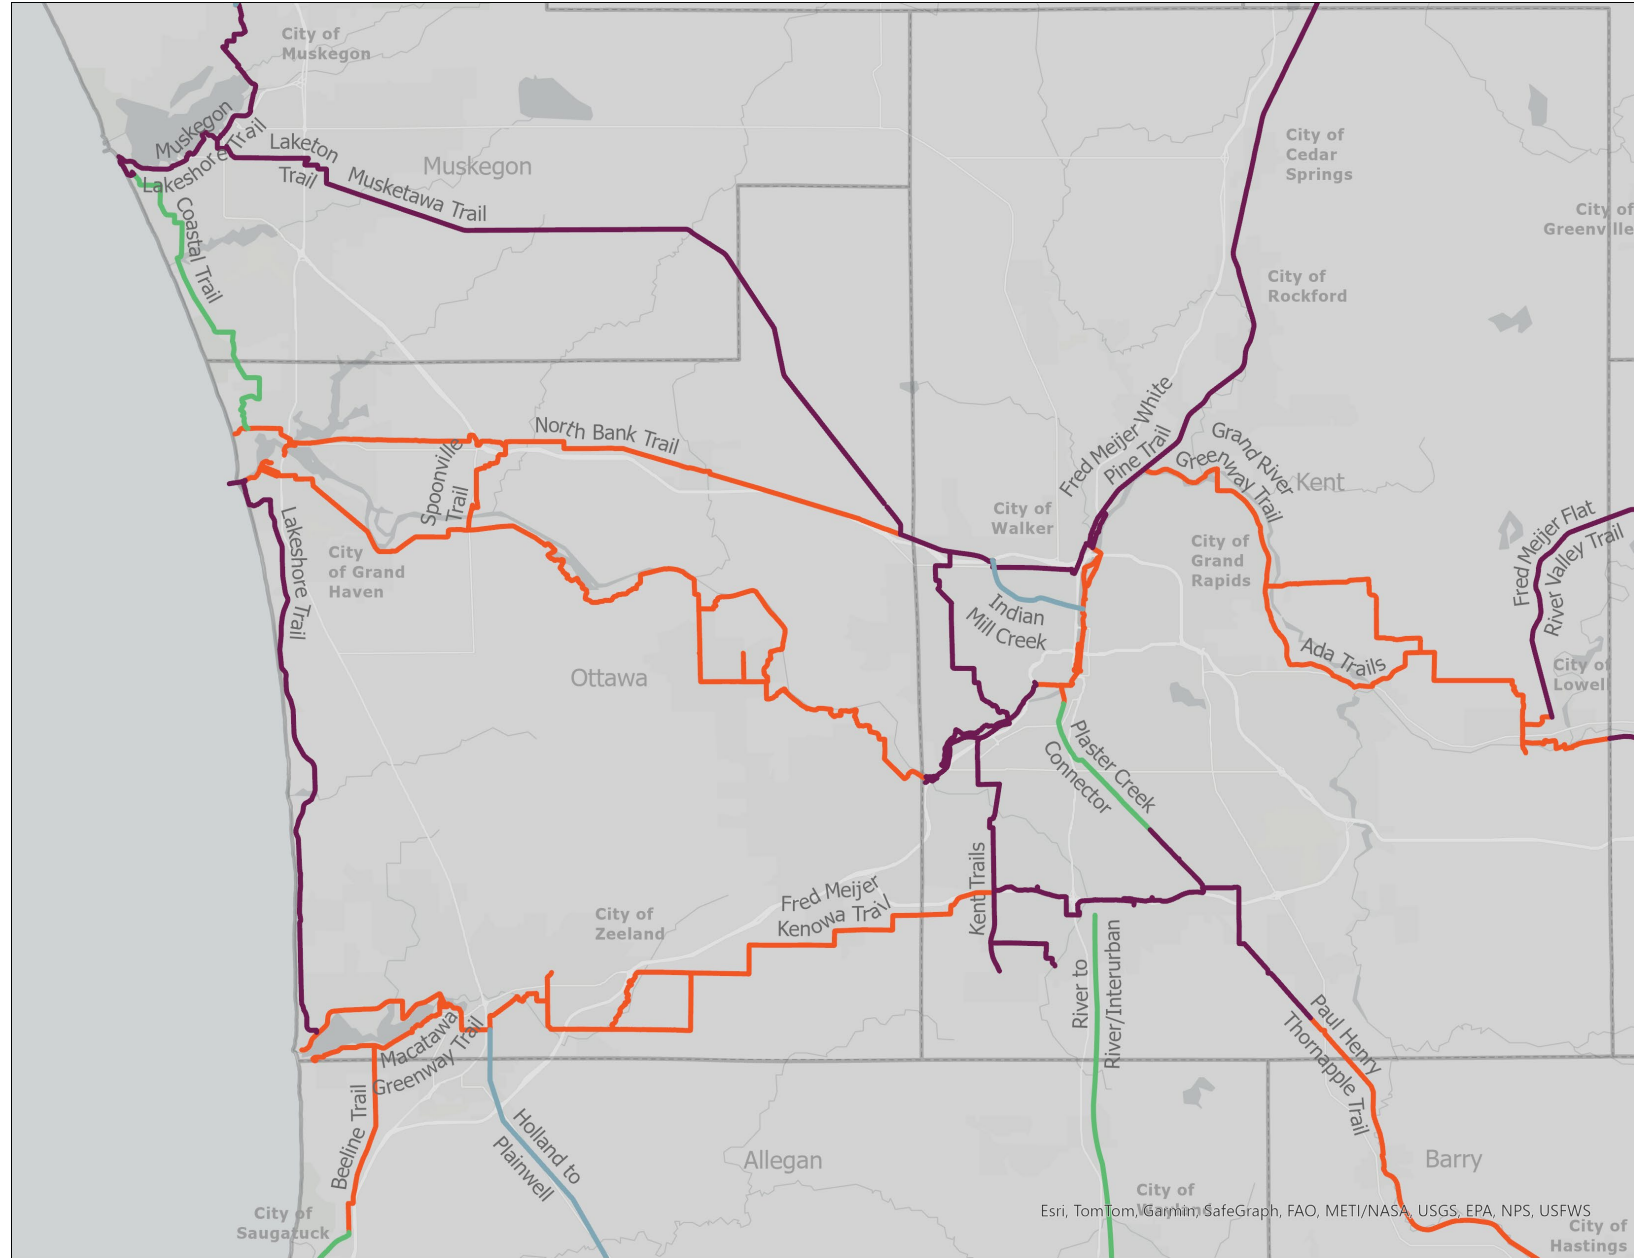 City of
Muskegon
Muskegon
Lakeshore Trail
Laketon
Trail
Musketawa Trail
Muskegon
Coastal Trail
City of
Cedar
Springs
City of
Greenville
City of
Rockford
North Bank Trail
Spoonville
Trail
Fred Meijer White
Pine Trail
Grand River
Greenway Trail
Kent
City of
Walker
City of
Grand
Rapids
Fred Meijer Flat
River Valley Trail
Lakeshore Trail
City
of Grand
Haven
Indian
Mill Creek
Ada Trails
City of
Lowell
Ottawa
Plaster Creek
Connector
Kent Trails
Fred Meijer
Kenowa Trail
City of
Zeeland
River to
River/Interurban
Macatawa
Greenway Trail
Paul Henry
Thornapple Trail
Beeline Trail
Holland to
Plainwell
Allegan
Barry
City of
Saugatuck
City of
Wayland
Esri, TomTom, Garmin, SafeGraph, FAO, METI/NASA, USGS, EPA, NPS, USFWS
City of
Hastings